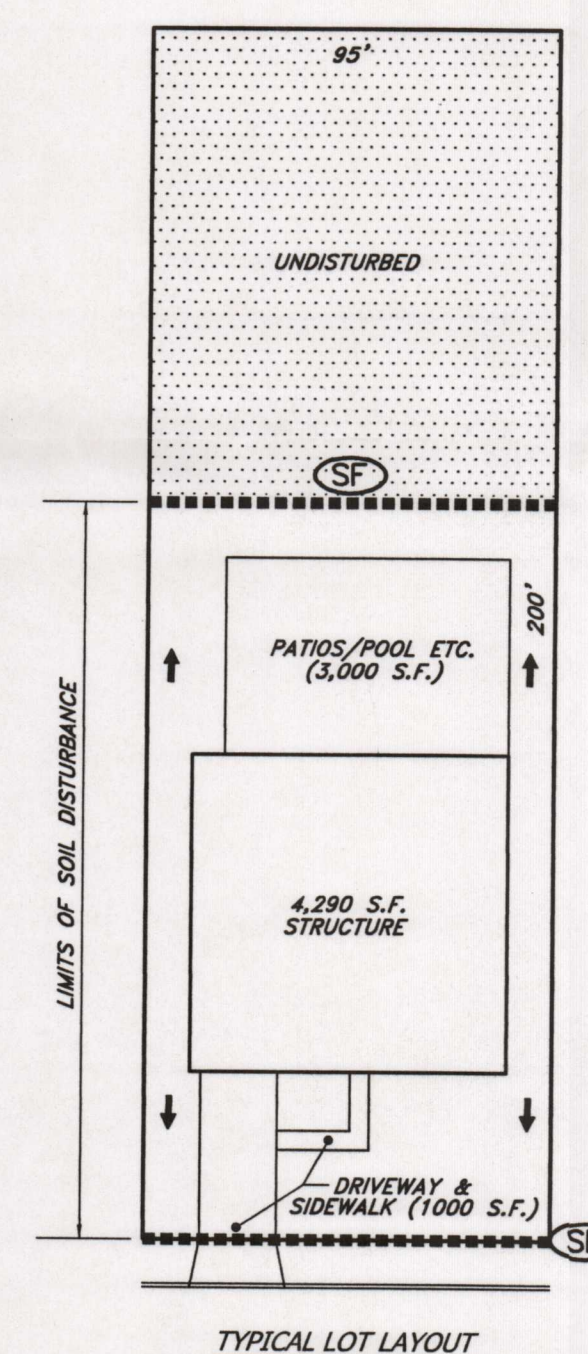 95'
UNDISTURBED
SF
200'
PATIOS/POOL ETC.
(3,000 S.F.)
LIMITS OF SOIL DISTURBANCE
4,290 S.F.
STRUCTURE
DRIVEWAY &
SIDEWALK (1000 S.F.)
TYPICAL LOT LAYOUT